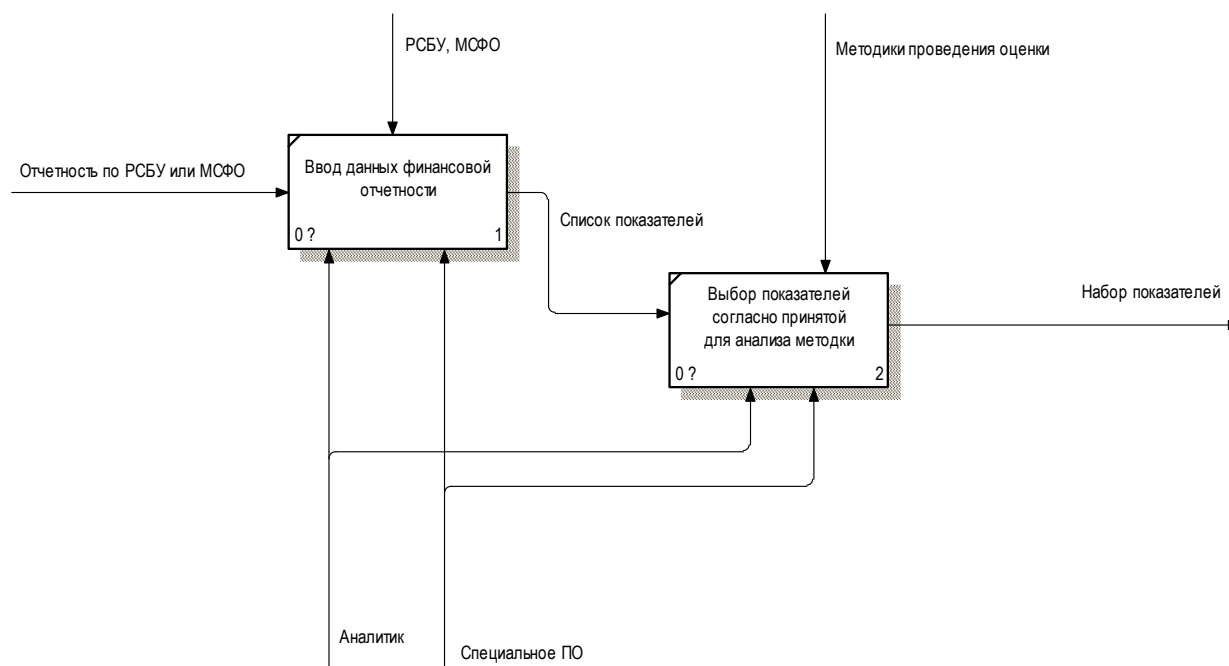 РСБУ, МСФО
Методики проведения оценки
Отчетность по РСБУ или МСФО
Ввод данных финансовой
отчетности
0 ?
1
Список показателей
Выбор показателей
согласно принятой
для анализа методки
0 ?
2
Набор показателей
Аналитик
Специальное ПО